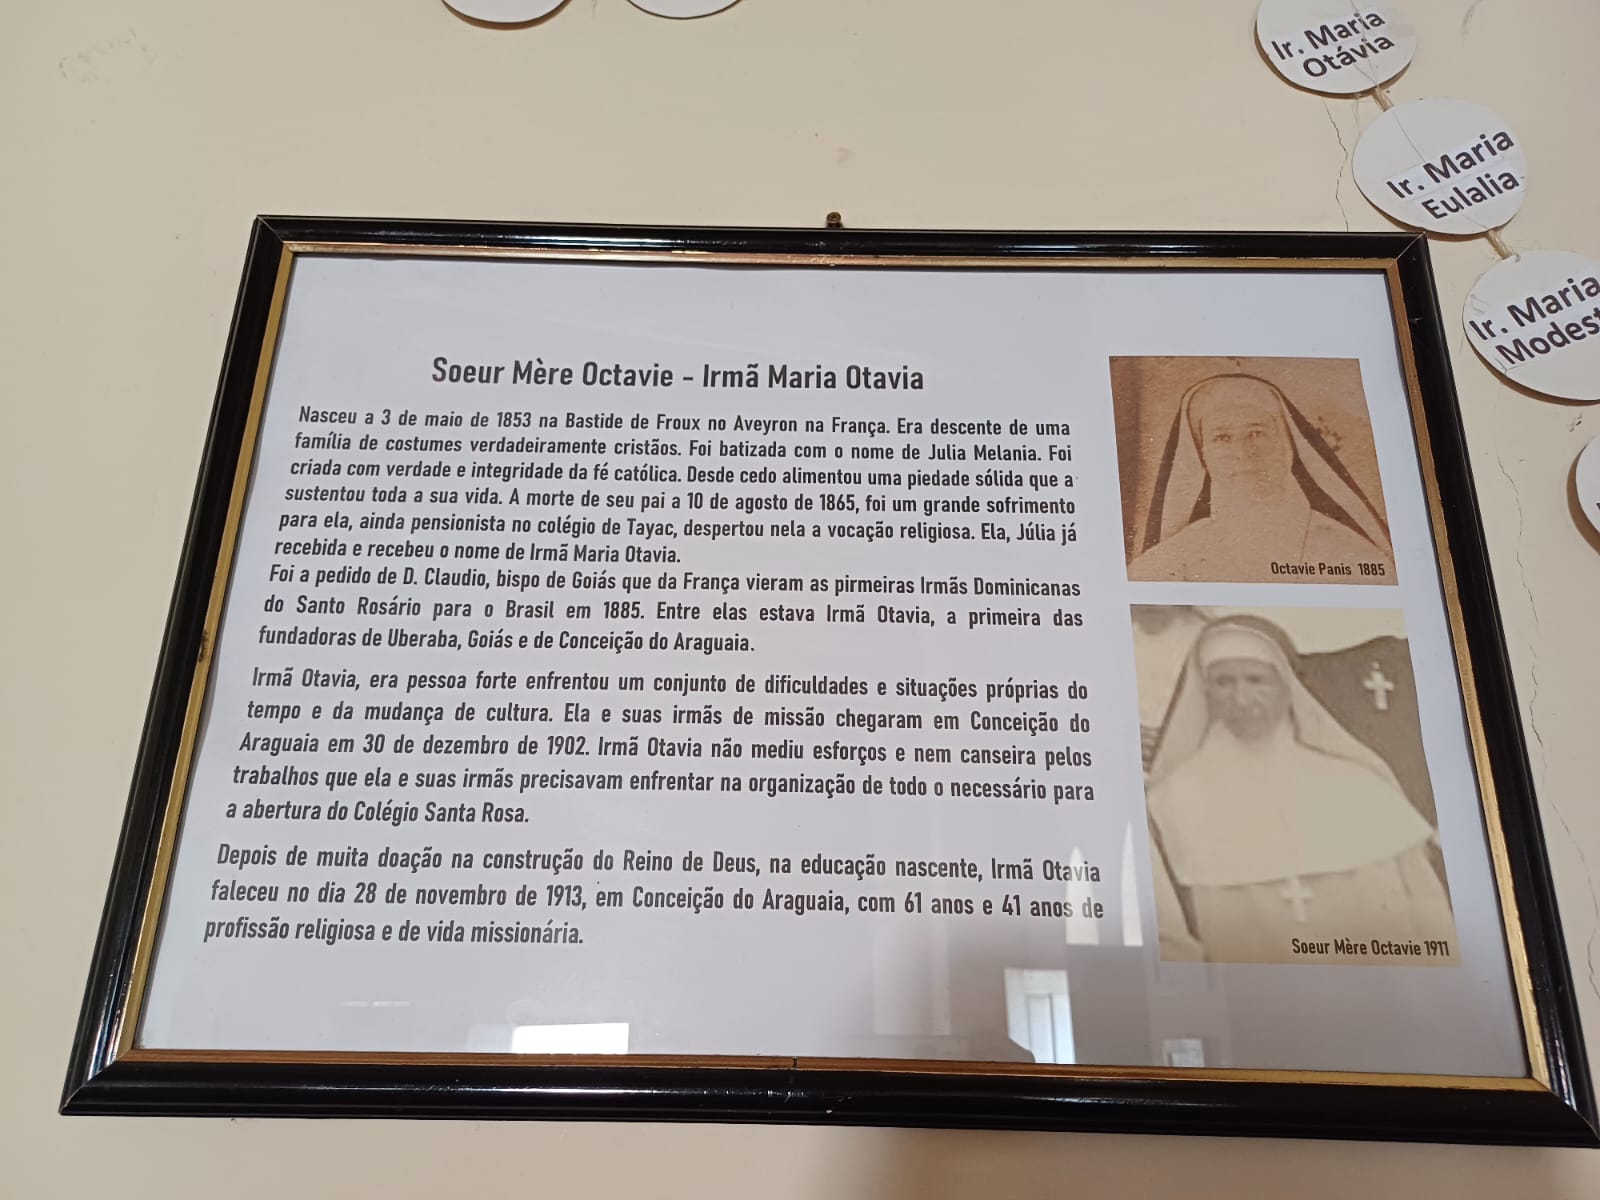 Ir. Maria
Otávia
Ir. Maria
Eulalia
Ir. Maria
Modest
Soeur Mère Octavie - Irmã Maria Otavia
Nasceu a 3 de maio de 1853 na Bastide de Froux no Aveyron na França. Era descente de uma
família de costumes verdadeiramente cristãos. Foi batizada com o nome de Julia Melania. Foi
criada com verdade e integridade da fé católica. Desde cedo alimentou uma piedade sólida que a
sustentou toda a sua vida. A morte de seu pai a 10 de agosto de 1865, foi um grande sofrimento
para ela, ainda pensionista no colégio de Tayac, despertou nela a vocação religiosa. Ela, Júlia já
recebida e recebeu o nome de Irmã Maria Otavia.
Foi a pedido de D. Claudio, bispo de Goiás que da França vieram as pirmeiras Irmãs Dominicanas
do Santo Rosário para o Brasil em 1885. Entre elas estava Irmã Otavia, a primeira das
fundadoras de Uberaba, Goiás e de Conceição do Araguaia.
Irmã Otavia, era pessoa forte enfrentou um conjunto de dificuldades e situações próprias do
tempo e da mudança de cultura. Ela e suas irmãs de missão chegaram em Conceição do
Araguaia em 30 de dezembro de 1902. Irmã Otavia não mediu esforços e nem canseira pelos
trabalhos que ela e suas irmãs precisavam enfrentar na organização de todo o necessário para
a abertura do Colégio Santa Rosa.
Depois de muita doação na construção do Reino de Deus, na educação nascente, Irmã Otavia
faleceu no dia 28 de novembro de 1913, em Conceição do Araguaia, com 61 anos e 41 anos de
profissão religiosa e de vida missionária.
Octavie Panis 1885
Soeur Mère Octavie 1911